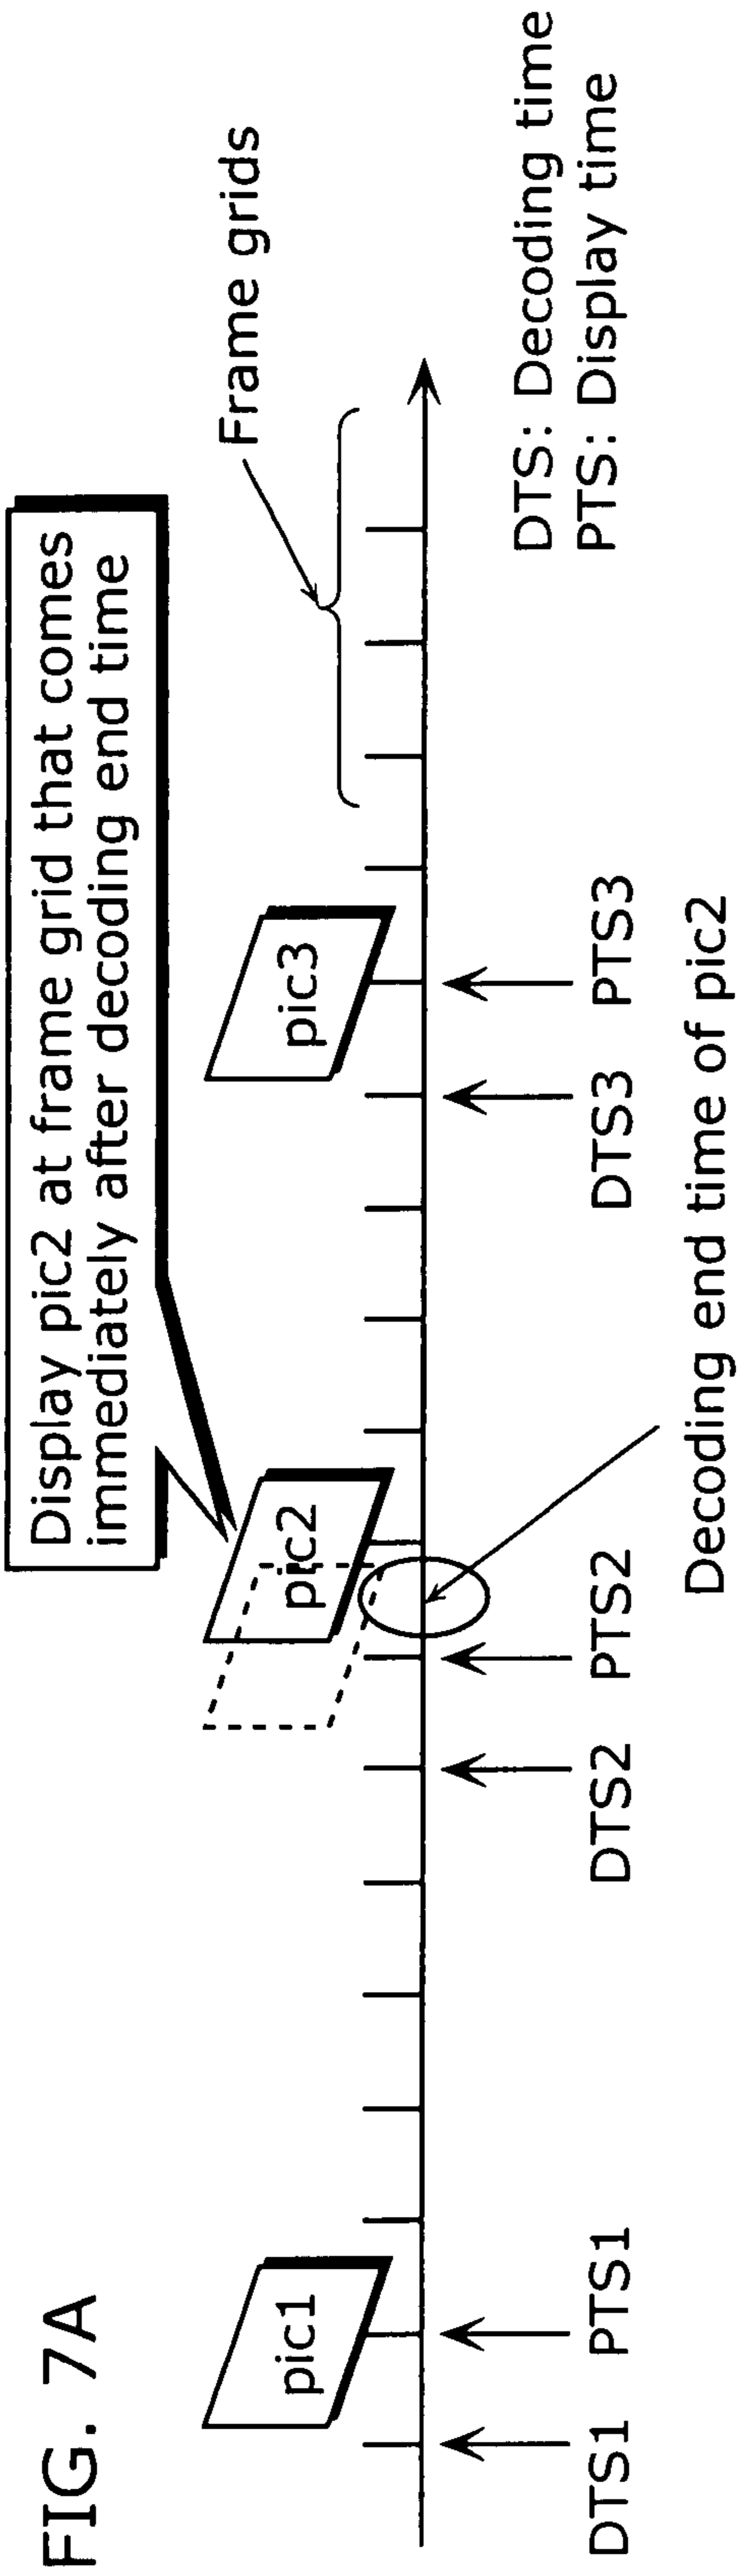 FIG. 7A
Display pic2 at frame grid that comes
immediately after decoding end time
Frame grids
pic1
pic2
pic3
DTS1
PTS1
DTS2
PTS2
DTS3
PTS3
Decoding end time of pic2
DTS: Decoding time
PTS: Display time